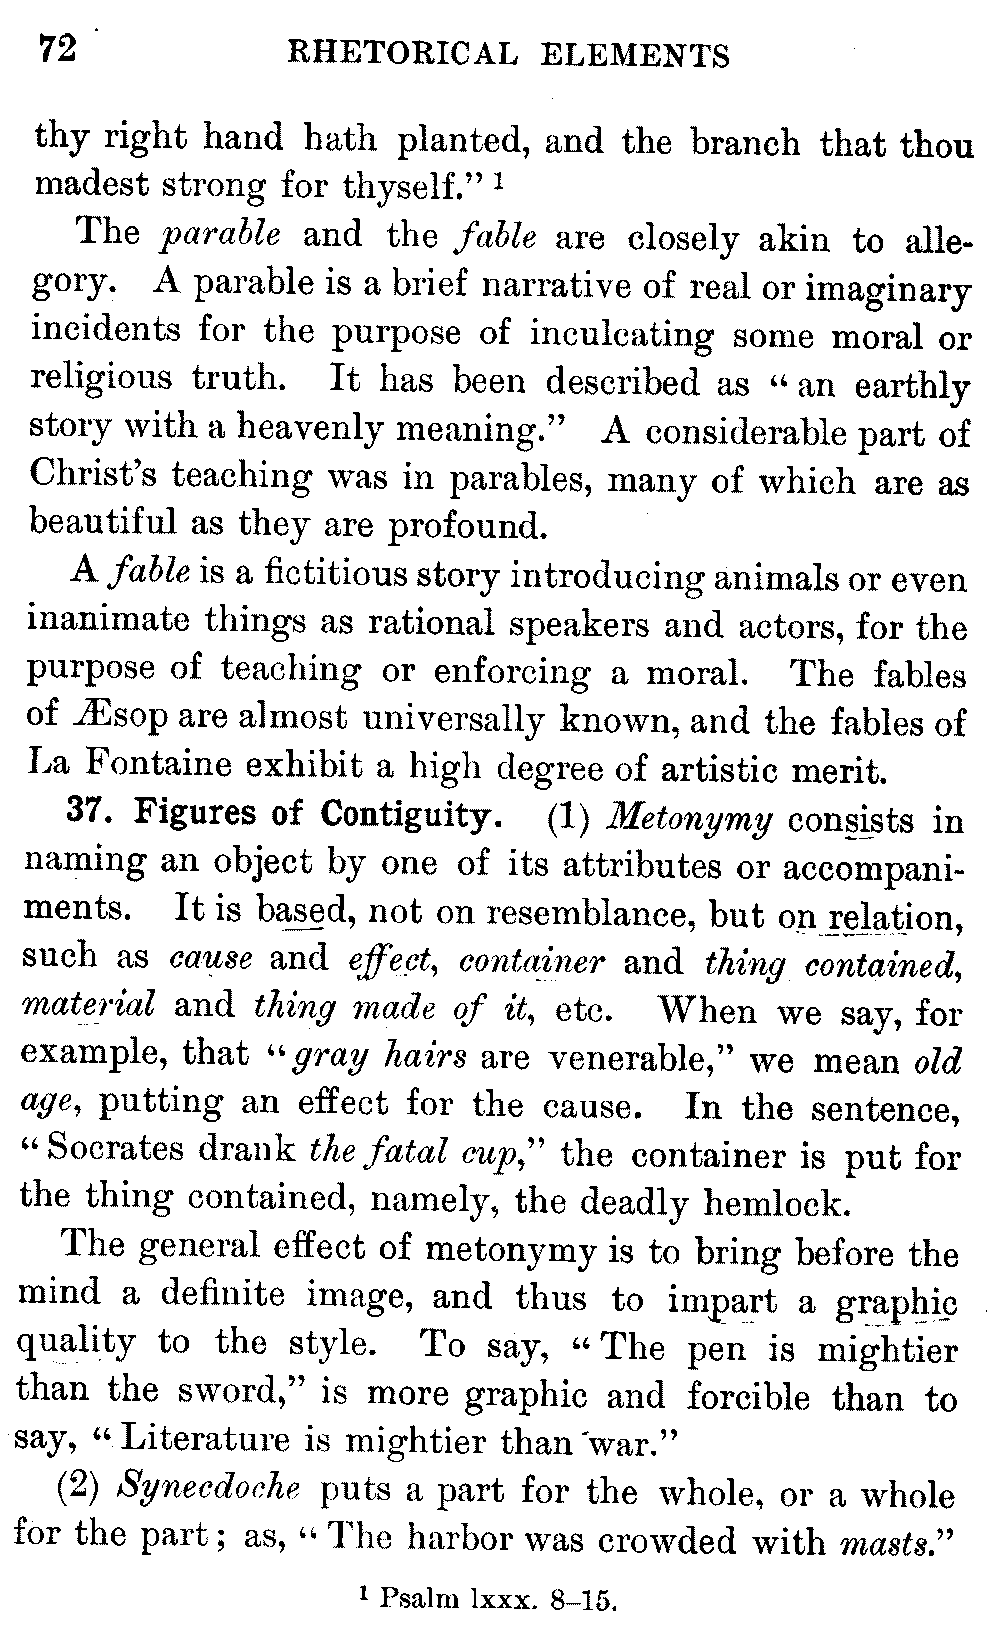 72 RHETORICAL ELEMENTS
thy right hand hath planted, and the branch that thou
madest strong for thyself.” 1
The parable and the fable are closely akin to alle-
gory. A parable is a brief narrative of real or imaginary
incidents for the purpose of inculcating some moral or
religious truth. It has been described as “an earthly
story with a heavenly meaning.” A considerable part of
Christ’s teaching was in parables, many of which are as
beautiful as they are profound.
A fable is a fictitious story introducing animals or even
inanimate things as rational speakers and actors, for the
purpose of teaching or enforcing a moral. The fables
of Æsop are almost universally known, and the fables of
La Fontaine exhibit a high degree of artistic merit.
37. Figures of Contiguity. (1) Metonymy consists in
naming an object by one of its attributes or accompani-
ments. It is based, not on resemblance, but on relation,
such as cause and effect, container and thing contained,
material and thing made of it, etc. When we say, for
example, that “gray hairs are venerable,” we mean old
age, putting an effect for the cause. In the sentence,
“Socrates drank the fatal cup,” the container is put for
the thing contained, namely, the deadly hemlock.
The general effect of metonymy is to bring before the
mind a definite image, and thus to impart a graphic
quality to the style. To say, “The pen is mightier
than the sword,” is more graphic and forcible than to
say, “Literature is mightier than war.”
(2) Synecdoche puts a part for the whole, or a whole
for the part; as, “The harbor was crowded with masts.”
1 Psalm lxxx. 8–15.